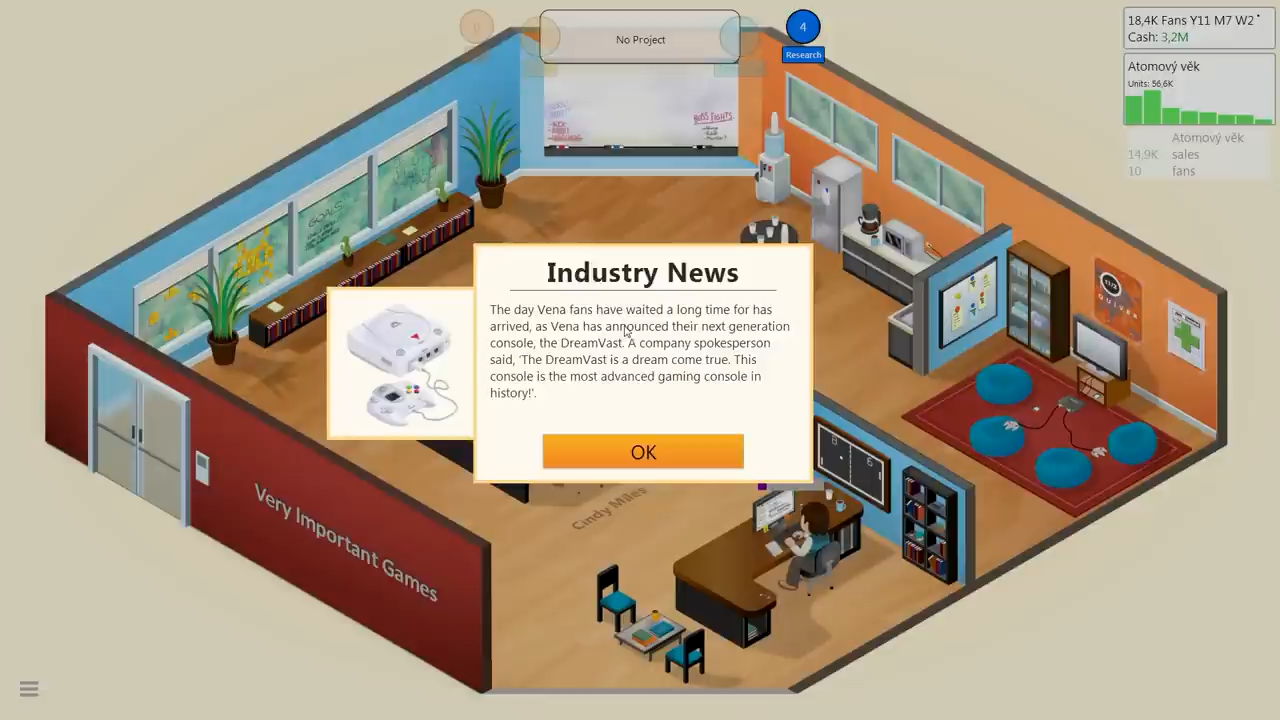 No Project
4
Research
18,4K Fans Y11 M7 W2
Cash: 3,2M
Atomový věk
Units: 56,6K
Atomový věk
14,9K sales
10 fans
BOSS FIGHTS
GOALS
Industry News
The day Vena fans have waited a long time for has
arrived, as Vena has announced their next generation
console, the DreamVast. A company spokesperson
said, 'The DreamVast is a dream come true. This
console is the most advanced gaming console in
history!'.
OK
Cindy Miles
Very Important Games